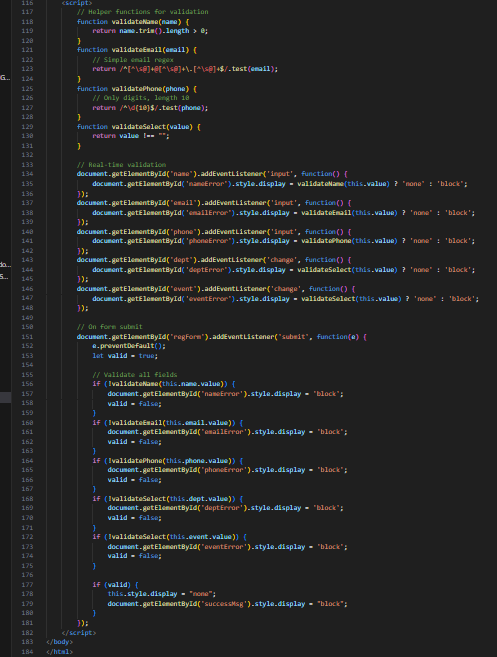 116 <script>
117 // Helper functions for validation
118 function validateName(name) {
119 return name.trim().length > 0;
120 }
121 function validateEmail(email) {
122 // Simple email regex
123 return /^[^\s@]+@[^\s@]+\.[^\s@]+$/.test(email);
124 }
125 function validatePhone(phone) {
126 // Only digits, length 10
127 return /^\d{10}$/.test(phone);
128 }
129 function validateSelect(value) {
130 return value !== "";
131 }
132
133 // Real-time validation
134 document.getElementById('name').addEventListener('input', function() {
135 document.getElementById('nameError').style.display = validateName(this.value) ? 'none' : 'block';
136 });
137 document.getElementById('email').addEventListener('input', function() {
138 document.getElementById('emailError').style.display = validateEmail(this.value) ? 'none' : 'block';
139 });
140 document.getElementById('phone').addEventListener('input', function() {
141 document.getElementById('phoneError').style.display = validatePhone(this.value) ? 'none' : 'block';
142 });
143 document.getElementById('dept').addEventListener('change', function() {
144 document.getElementById('deptError').style.display = validateSelect(this.value) ? 'none' : 'block';
145 });
146 document.getElementById('event').addEventListener('change', function() {
147 document.getElementById('eventError').style.display = validateSelect(this.value) ? 'none' : 'block';
148 });
149
150 // On form submit
151 document.getElementById('regForm').addEventListener('submit', function(e) {
152 e.preventDefault();
153 let valid = true;
154
155 // Validate all fields
156 if (!validateName(this.name.value)) {
157 document.getElementById('nameError').style.display = 'block';
158 valid = false;
159 }
160 if (!validateEmail(this.email.value)) {
161 document.getElementById('emailError').style.display = 'block';
162 valid = false;
163 }
164 if (!validatePhone(this.phone.value)) {
165 document.getElementById('phoneError').style.display = 'block';
166 valid = false;
167 }
168 if (!validateSelect(this.dept.value)) {
169 document.getElementById('deptError').style.display = 'block';
170 valid = false;
171 }
172 if (!validateSelect(this.event.value)) {
173 document.getElementById('eventError').style.display = 'block';
174 valid = false;
175 }
176
177 if (valid) {
178 this.style.display = "none";
179 document.getElementById('successMsg').style.display = "block";
180 }
181 });
182 </script>
183 </body>
184 </html>
G...
do...
S...